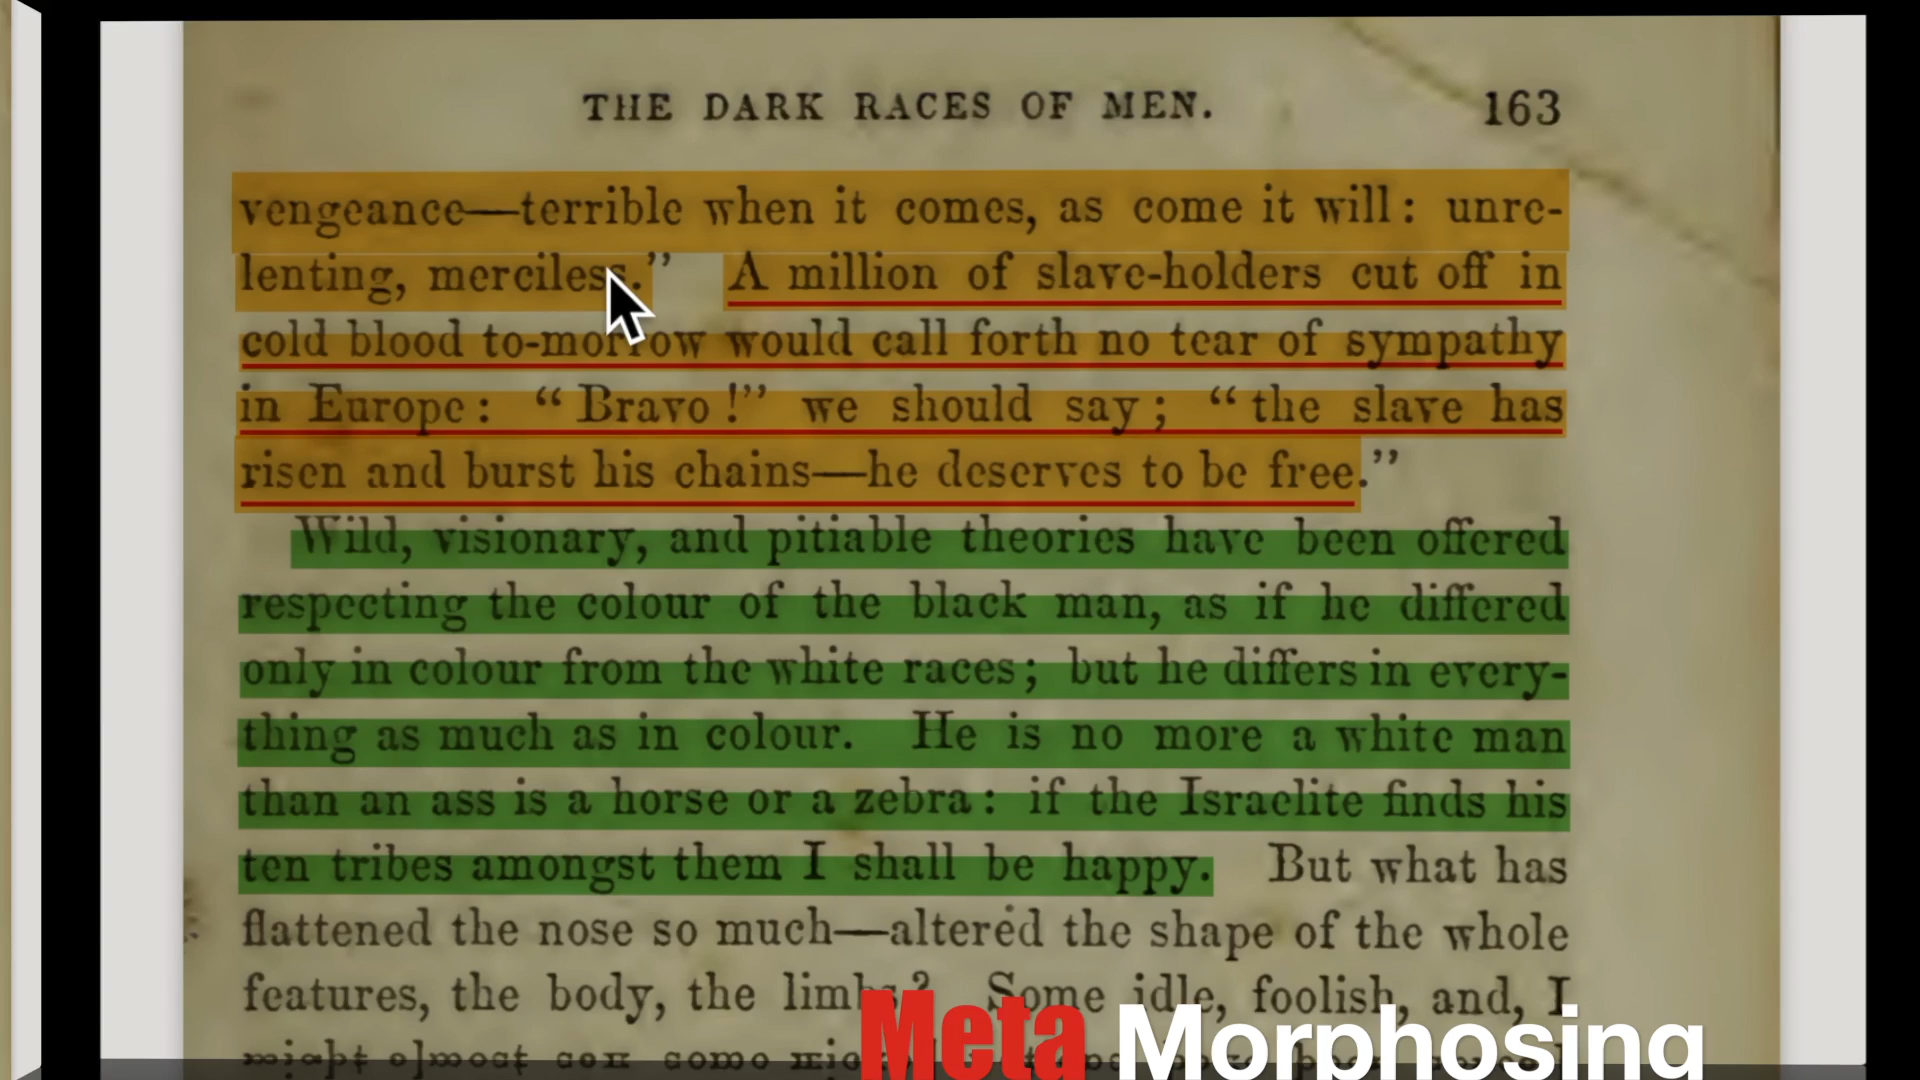 THE DARK RACES OF MEN. 163
vengeance—terrible when it comes, as come it will: unre-
lenting, merciless." A million of slave-holders cut off in
cold blood to-morrow would call forth no tear of sympathy
in Europe: "Bravo!" we should say; "the slave has
risen and burst his chains—he deserves to be free."
Wild, visionary, and pitiable theories have been offered
respecting the colour of the black man, as if he differed
only in colour from the white races; but he differs in every-
thing as much as in colour. He is no more a white man
than an ass is a horse or a zebra: if the Israelite finds his
ten tribes amongst them I shall be happy. But what has
flattened the nose so much—altered the shape of the whole
features, the body, the limbs? Some idle, foolish, and, I
might almost say some
Meta Morphosing